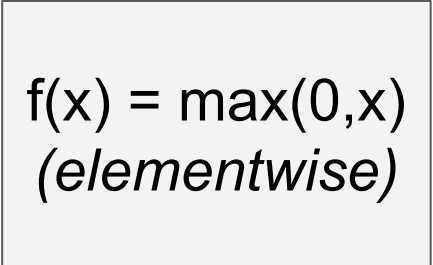 f(x) = max(0,x)
(elementwise)